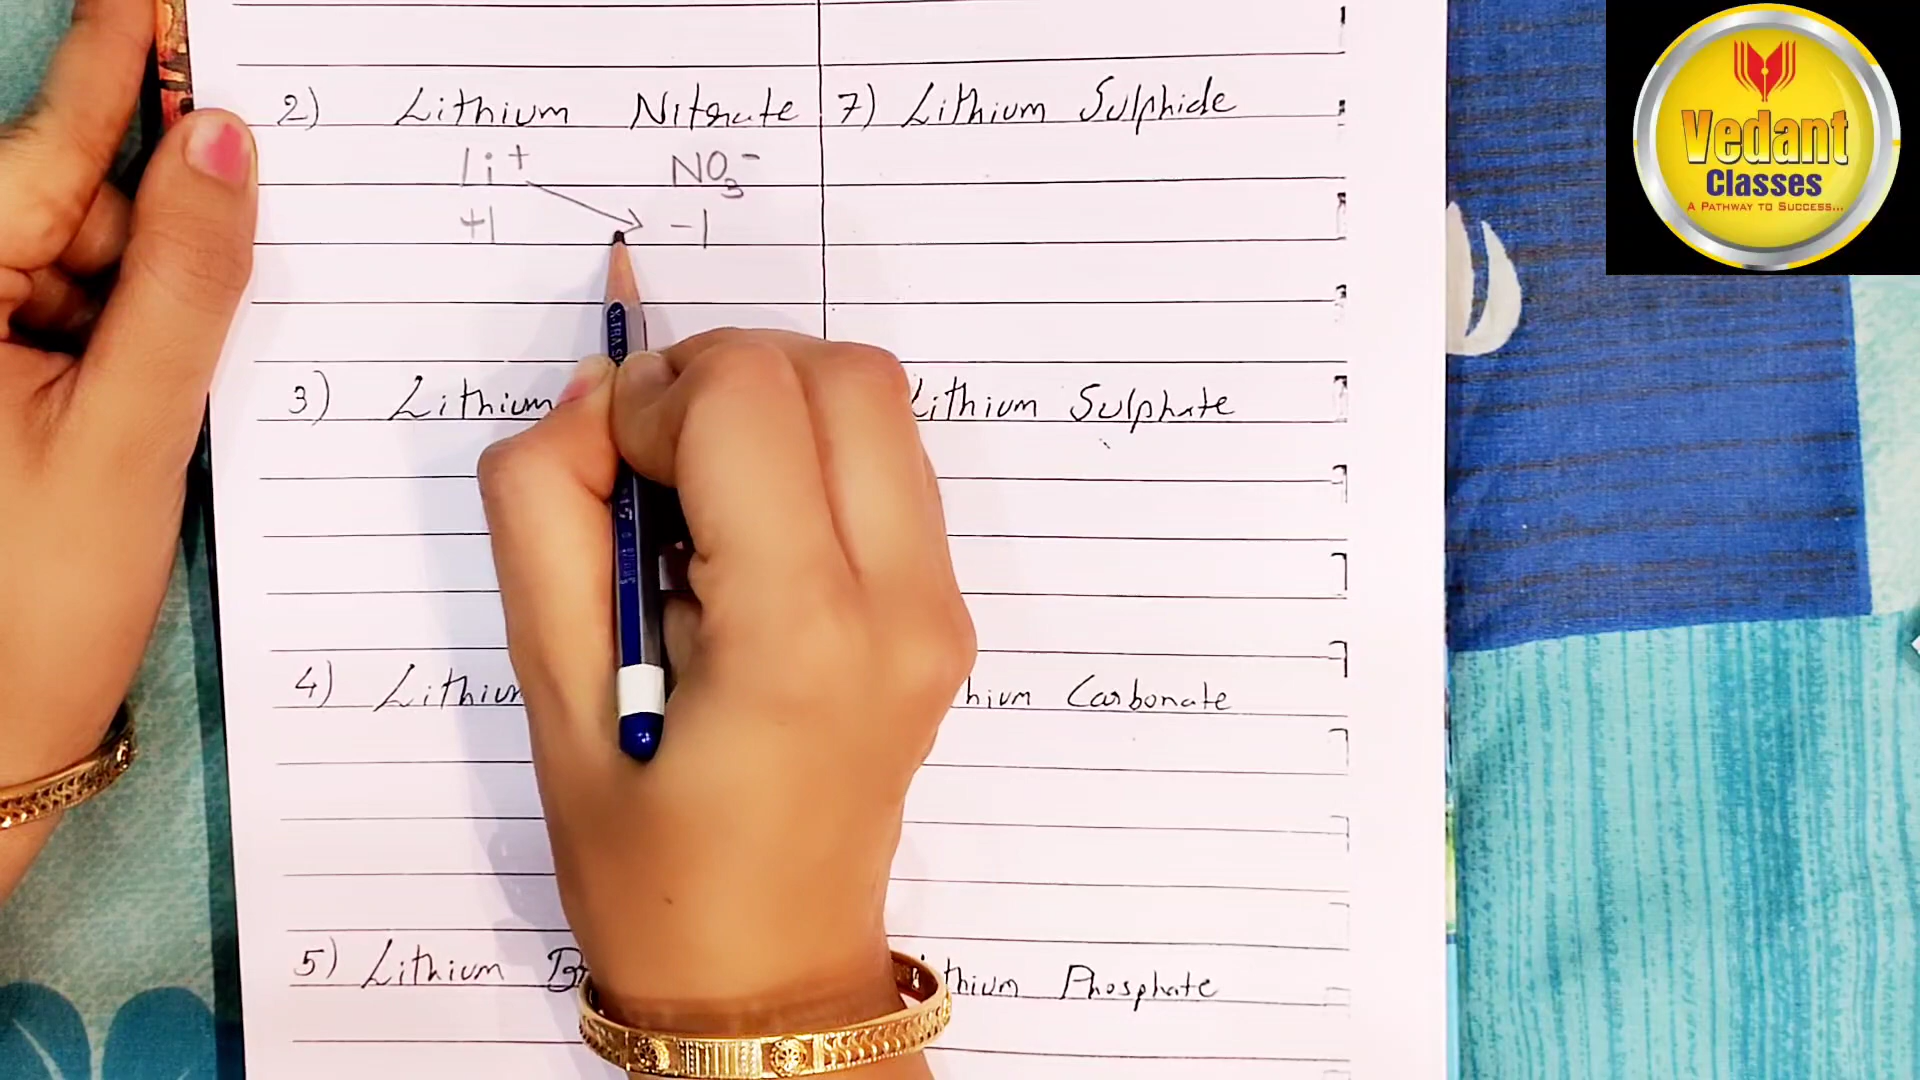 2) Lithium Nitrate
Li⁺ NO₃⁻
+1 -1
3) Lithium
4) Lithium
5) Lithium
7) Lithium Sulphide
Lithium Sulphate
Carbonate
Phosphate
Vedant
Classes
A PATHWAY TO SUCCESS...